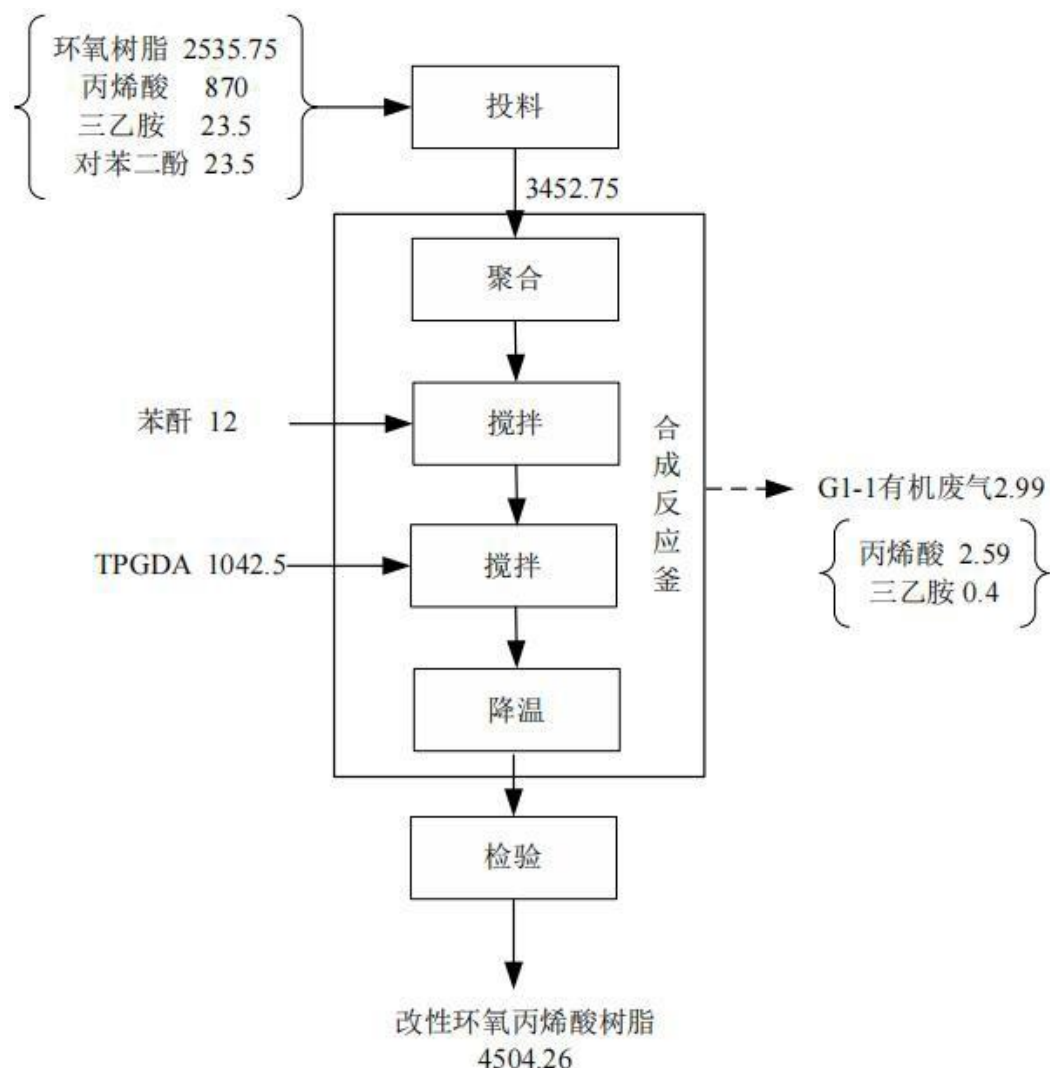 环氧树脂 2535.75
丙烯酸 870
三乙胺 23.5
对苯二酚 23.5
投料
3452.75
聚合
苯酐 12
搅拌
合成反应釜
G1-1有机废气2.99
丙烯酸 2.59
三乙胺 0.4
TPGDA 1042.5
搅拌
降温
检验
改性环氧丙烯酸树脂
4504.26